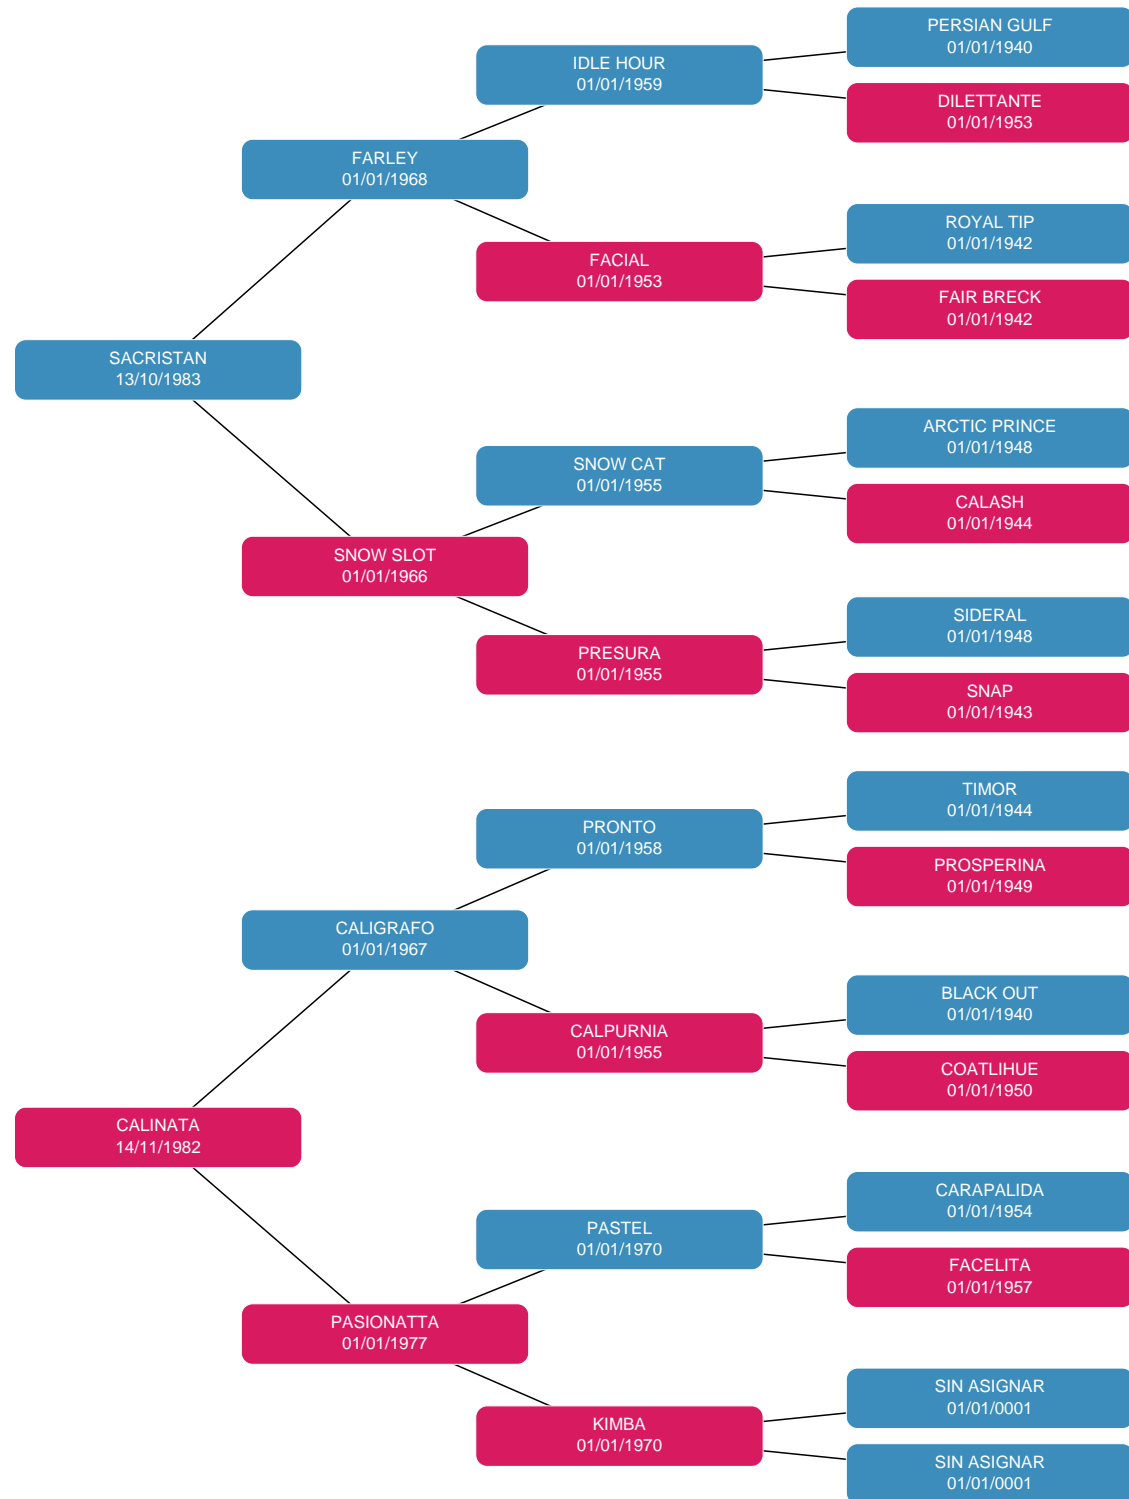 PERSIAN GULF
01/01/1940
IDLE HOUR
01/01/1959
DILETTANTE
01/01/1953
FARLEY
01/01/1968
ROYAL TIP
01/01/1942
FACIAL
01/01/1953
FAIR BRECK
01/01/1942
SACRISTAN
13/10/1983
ARCTIC PRINCE
01/01/1948
SNOW CAT
01/01/1955
CALASH
01/01/1944
SNOW SLOT
01/01/1966
SIDERAL
01/01/1948
PRESURA
01/01/1955
SNAP
01/01/1943
TIMOR
01/01/1944
PRONTO
01/01/1958
PROSPERINA
01/01/1949
CALIGRAFO
01/01/1967
BLACK OUT
01/01/1940
CALPURNIA
01/01/1955
COATLIHUE
01/01/1950
CALINATA
14/11/1982
CARAPALIDA
01/01/1954
PASTEL
01/01/1970
FACELITA
01/01/1957
PASIONATTA
01/01/1977
SIN ASIGNAR
01/01/0001
KIMBA
01/01/1970
SIN ASIGNAR
01/01/0001